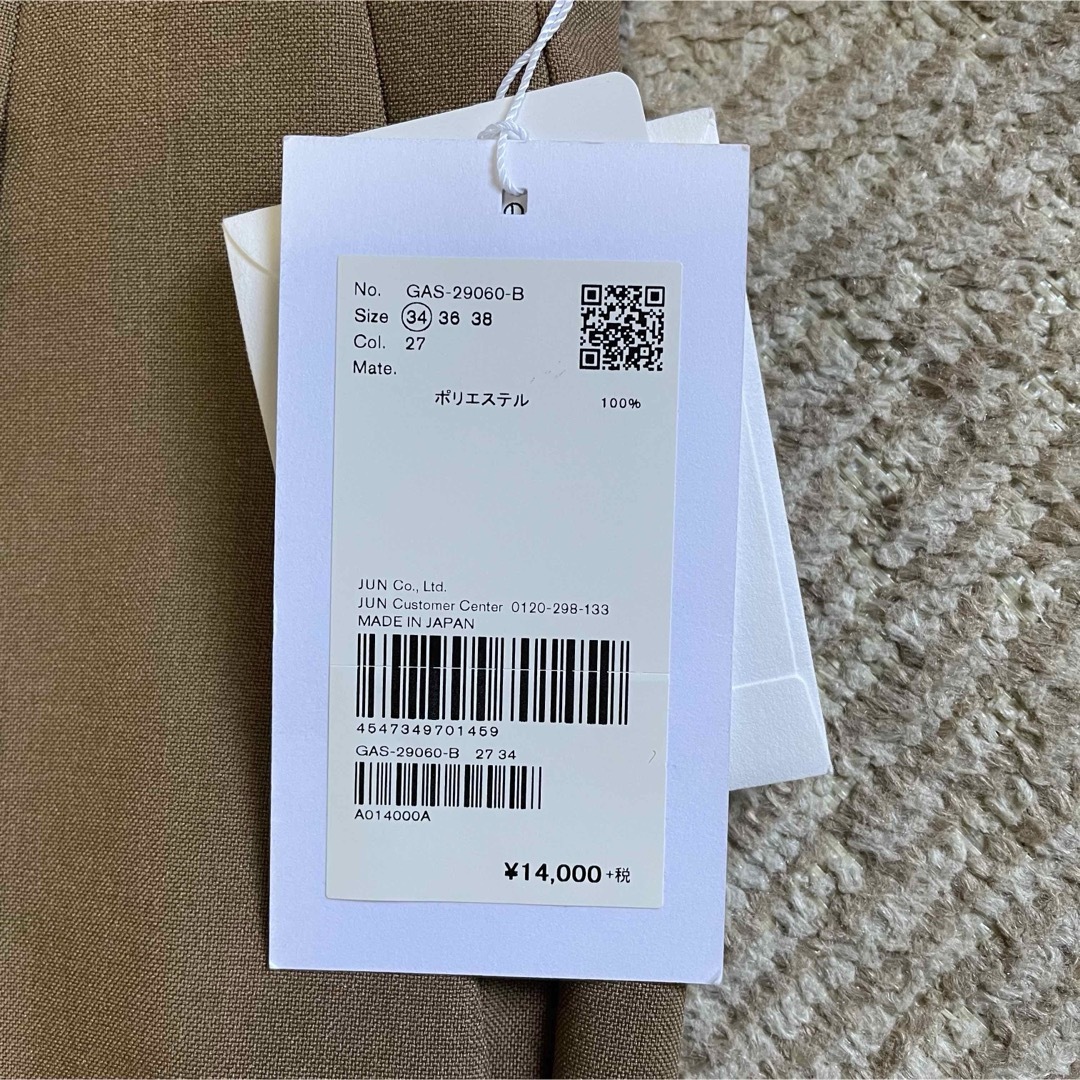 No. GAS-29060-B
Size 34 36 38
Col. 27
Mate.
ポリエステル 100%
JUN Co., Ltd.
JUN Customer Center 0120-298-133
MADE IN JAPAN
4547349701459
GAS-29060-B 27 34
A014000A
¥14,000+税